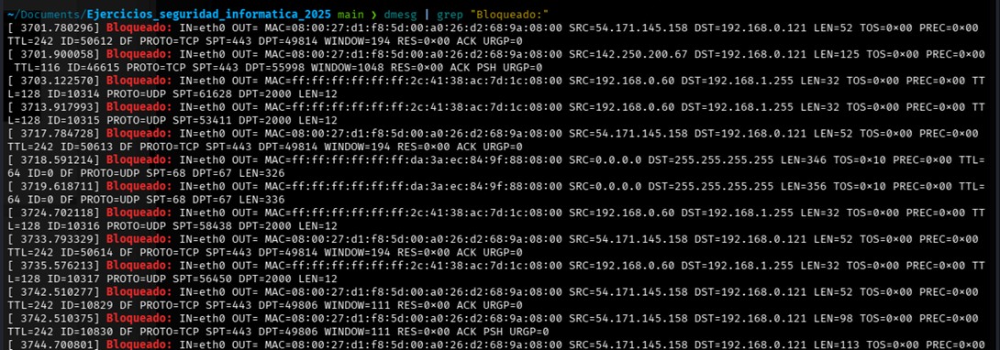 ~/Documents/Ejercicios_seguridad_informatica_2025 main ❯ dmesg | grep "Bloqueado:"
[ 3701.780296] Bloqueado: IN=eth0 OUT= MAC=08:00:27:d1:f8:5d:00:a0:26:d2:68:9a:08:00 SRC=54.171.145.158 DST=192.168.0.121 LEN=52 TOS=0×00 PREC=0×00
TTL=242 ID=50612 DF PROTO=TCP SPT=443 DPT=49814 WINDOW=194 RES=0×00 ACK URGP=0
[ 3701.900058] Bloqueado: IN=eth0 OUT= MAC=08:00:27:d1:f8:5d:00:a0:26:d2:68:9a:08:00 SRC=142.250.200.67 DST=192.168.0.121 LEN=125 TOS=0×00 PREC=0×00
TTL=116 ID=46615 PROTO=TCP SPT=443 DPT=55998 WINDOW=1048 RES=0×00 ACK PSH URGP=0
[ 3703.122570] Bloqueado: IN=eth0 OUT= MAC=ff:ff:ff:ff:ff:ff:2c:41:38:ac:7d:1c:08:00 SRC=192.168.0.60 DST=192.168.1.255 LEN=32 TOS=0×00 PREC=0×00 TT
L=128 ID=10314 PROTO=UDP SPT=61628 DPT=2000 LEN=12
[ 3713.917993] Bloqueado: IN=eth0 OUT= MAC=ff:ff:ff:ff:ff:ff:2c:41:38:ac:7d:1c:08:00 SRC=192.168.0.60 DST=192.168.1.255 LEN=32 TOS=0×00 PREC=0×00 TT
L=128 ID=10315 PROTO=UDP SPT=53411 DPT=2000 LEN=12
[ 3717.784728] Bloqueado: IN=eth0 OUT= MAC=08:00:27:d1:f8:5d:00:a0:26:d2:68:9a:08:00 SRC=54.171.145.158 DST=192.168.0.121 LEN=52 TOS=0×00 PREC=0×00
TTL=242 ID=50613 DF PROTO=TCP SPT=443 DPT=49814 WINDOW=194 RES=0×00 ACK URGP=0
[ 3718.591214] Bloqueado: IN=eth0 OUT= MAC=ff:ff:ff:ff:ff:ff:da:3a:ec:84:9f:88:08:00 SRC=0.0.0.0 DST=255.255.255.255 LEN=346 TOS=0×10 PREC=0×00 TTL=
64 ID=0 DF PROTO=UDP SPT=68 DPT=67 LEN=326
[ 3719.618711] Bloqueado: IN=eth0 OUT= MAC=ff:ff:ff:ff:ff:ff:da:3a:ec:84:9f:88:08:00 SRC=0.0.0.0 DST=255.255.255.255 LEN=356 TOS=0×10 PREC=0×00 TTL=
64 ID=0 DF PROTO=UDP SPT=68 DPT=67 LEN=336
[ 3724.702118] Bloqueado: IN=eth0 OUT= MAC=ff:ff:ff:ff:ff:ff:2c:41:38:ac:7d:1c:08:00 SRC=192.168.0.60 DST=192.168.1.255 LEN=32 TOS=0×00 PREC=0×00 TT
L=128 ID=10316 PROTO=UDP SPT=58438 DPT=2000 LEN=12
[ 3733.793329] Bloqueado: IN=eth0 OUT= MAC=08:00:27:d1:f8:5d:00:a0:26:d2:68:9a:08:00 SRC=54.171.145.158 DST=192.168.0.121 LEN=52 TOS=0×00 PREC=0×00
TTL=242 ID=50614 DF PROTO=TCP SPT=443 DPT=49814 WINDOW=194 RES=0×00 ACK URGP=0
[ 3735.576213] Bloqueado: IN=eth0 OUT= MAC=ff:ff:ff:ff:ff:ff:2c:41:38:ac:7d:1c:08:00 SRC=192.168.0.60 DST=192.168.1.255 LEN=32 TOS=0×00 PREC=0×00 TT
L=128 ID=10317 PROTO=UDP SPT=56450 DPT=2000 LEN=12
[ 3742.510277] Bloqueado: IN=eth0 OUT= MAC=08:00:27:d1:f8:5d:00:a0:26:d2:68:9a:08:00 SRC=54.171.145.158 DST=192.168.0.121 LEN=52 TOS=0×00 PREC=0×00
TTL=242 ID=10829 DF PROTO=TCP SPT=443 DPT=49806 WINDOW=111 RES=0×00 ACK URGP=0
[ 3742.510375] Bloqueado: IN=eth0 OUT= MAC=08:00:27:d1:f8:5d:00:a0:26:d2:68:9a:08:00 SRC=54.171.145.158 DST=192.168.0.121 LEN=98 TOS=0×00 PREC=0×00
TTL=242 ID=10830 DF PROTO=TCP SPT=443 DPT=49806 WINDOW=111 RES=0×00 ACK PSH URGP=0
[ 3744.700801] Bloqueado: IN=eth0 OUT= MAC=08:00:27:d1:f8:5d:00:a0:26:d2:68:9a:08:00 SRC=54.171.145.158 DST=192.168.0.121 LEN=113 TOS=0×00 PREC=0×00